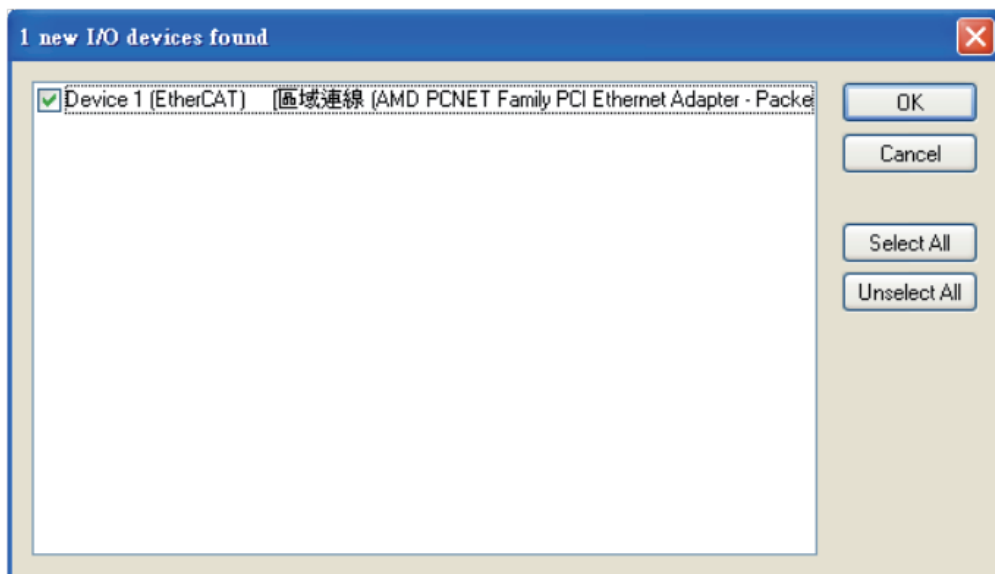 1 new I/O devices found
Device 1 (EtherCAT) [區域連線 (AMD PCNET Family PCI Ethernet Adapter - Packe
OK
Cancel
Select All
Unselect All